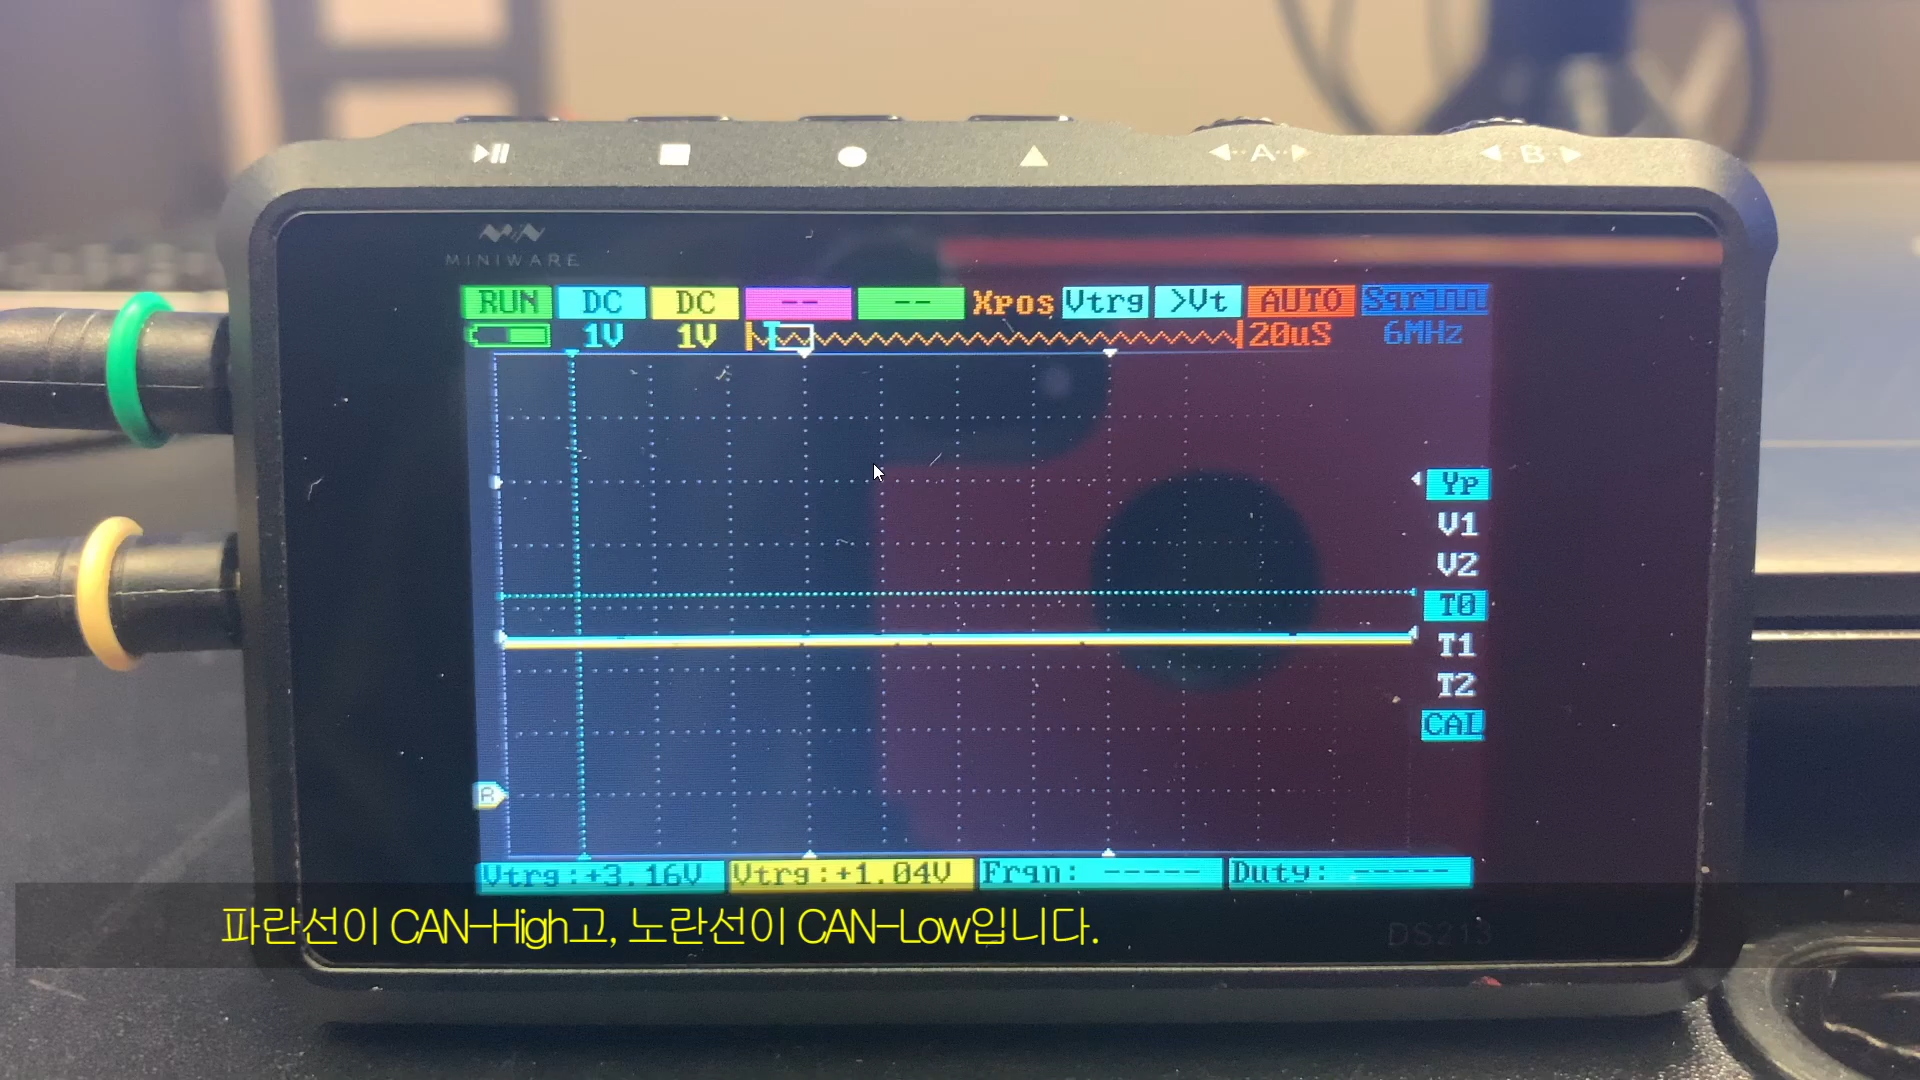 A
B
MINIWARE
RUN DC DC -- -- Xpos Vtrg >Vt AUTO Sqr
1V 1V 20uS 6MHz
Yp
V1
V2
T0
T1
T2
CAL
A
Vtrg:+3.16V Vtrg:+1.04V Frqn: ----- Duty: -----
파란선이 CAN-High고, 노란선이 CAN-Low입니다.
DS213